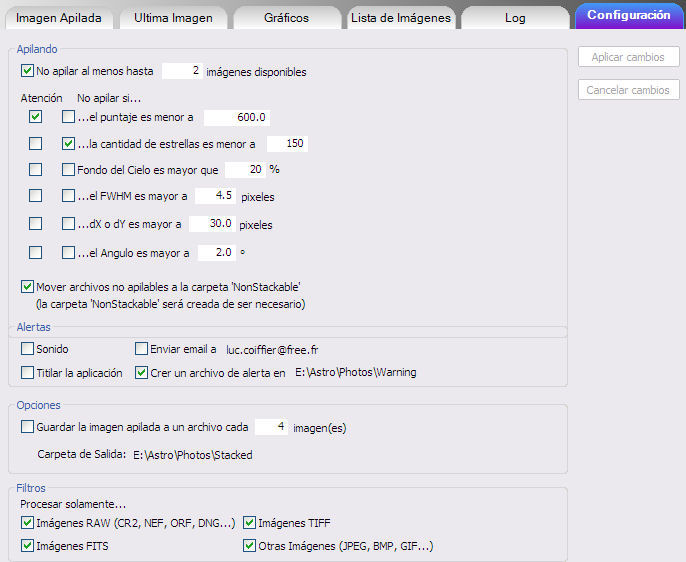 Imagen Apilada Ultima Imagen Gráficos Lista de Imágenes Log Configuración
Apilando
Aplicar cambios
No apilar al menos hasta 2 imágenes disponibles
Cancelar cambios
Atención No apilar si...
...el puntaje es menor a 600.0
...la cantidad de estrellas es menor a 150
Fondo del Cielo es mayor que 20 %
...el FWHM es mayor a 4.5 pixeles
...dX o dY es mayor a 30.0 pixeles
...el Angulo es mayor a 2.0 °
Mover archivos no apilables a la carpeta 'NonStackable'
(la carpeta 'NonStackable' será creada de ser necesario)
Alertas
Sonido Enviar email a luc.coiffier@free.fr
Titilar la aplicación Crer un archivo de alerta en E:\Astro\Photos\Warning
Opciones
Guardar la imagen apilada a un archivo cada 4 imagen(es)
Carpeta de Salida: E:\Astro\Photos\Stacked
Filtros
Procesar solamente...
Imágenes RAW (CR2, NEF, ORF, DNG...) Imágenes TIFF
Imágenes FITS Otras Imágenes (JPEG, BMP, GIF...)